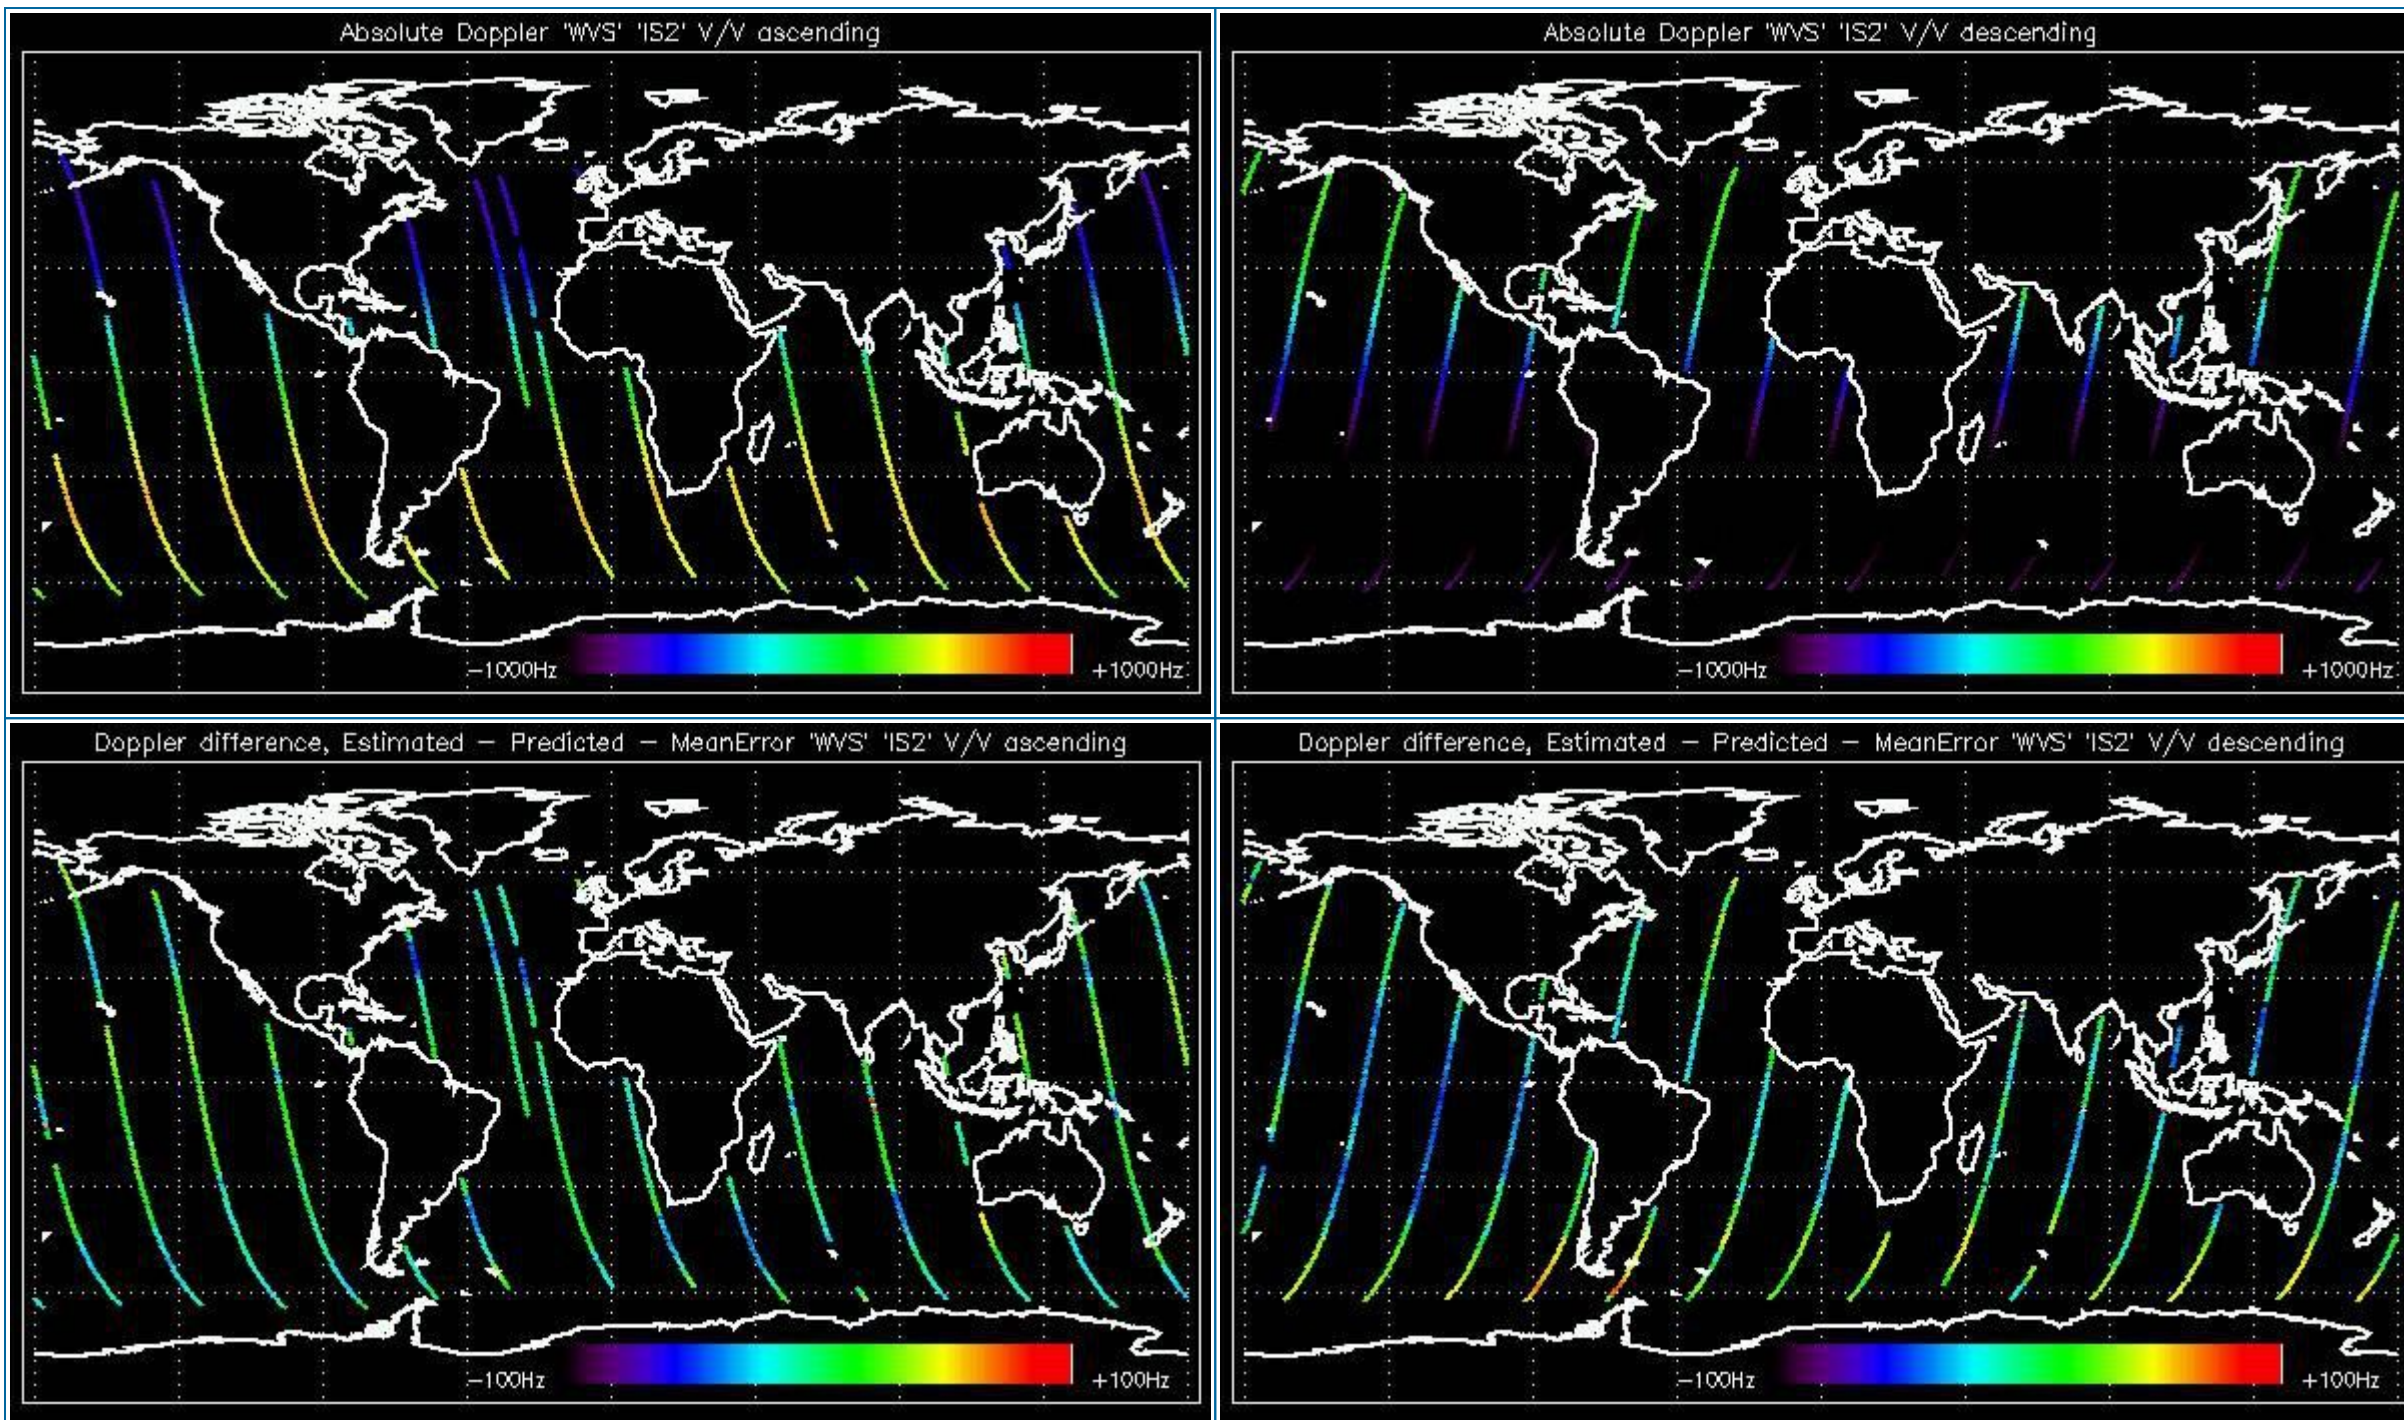 Absolute Doppler 'WVS' 'IS2' V/V ascending
-1000Hz
+1000Hz
Absolute Doppler 'WVS' 'IS2' V/V descending
-1000Hz
+1000Hz
Doppler difference, Estimated - Predicted - MeanError 'WVS' 'IS2' V/V ascending
-100Hz
+100Hz
Doppler difference, Estimated - Predicted - MeanError 'WVS' 'IS2' V/V descending
-100Hz
+100Hz